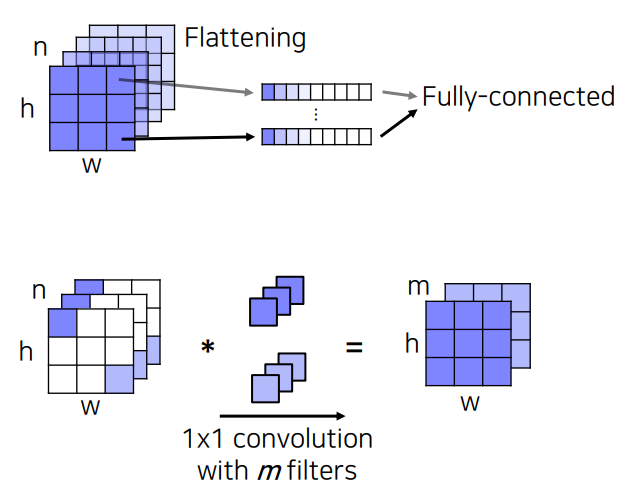 n
Flattening
h
w
⋮
Fully-connected
n
h
w
*
=
m
h
w
1x1 convolution
with m filters